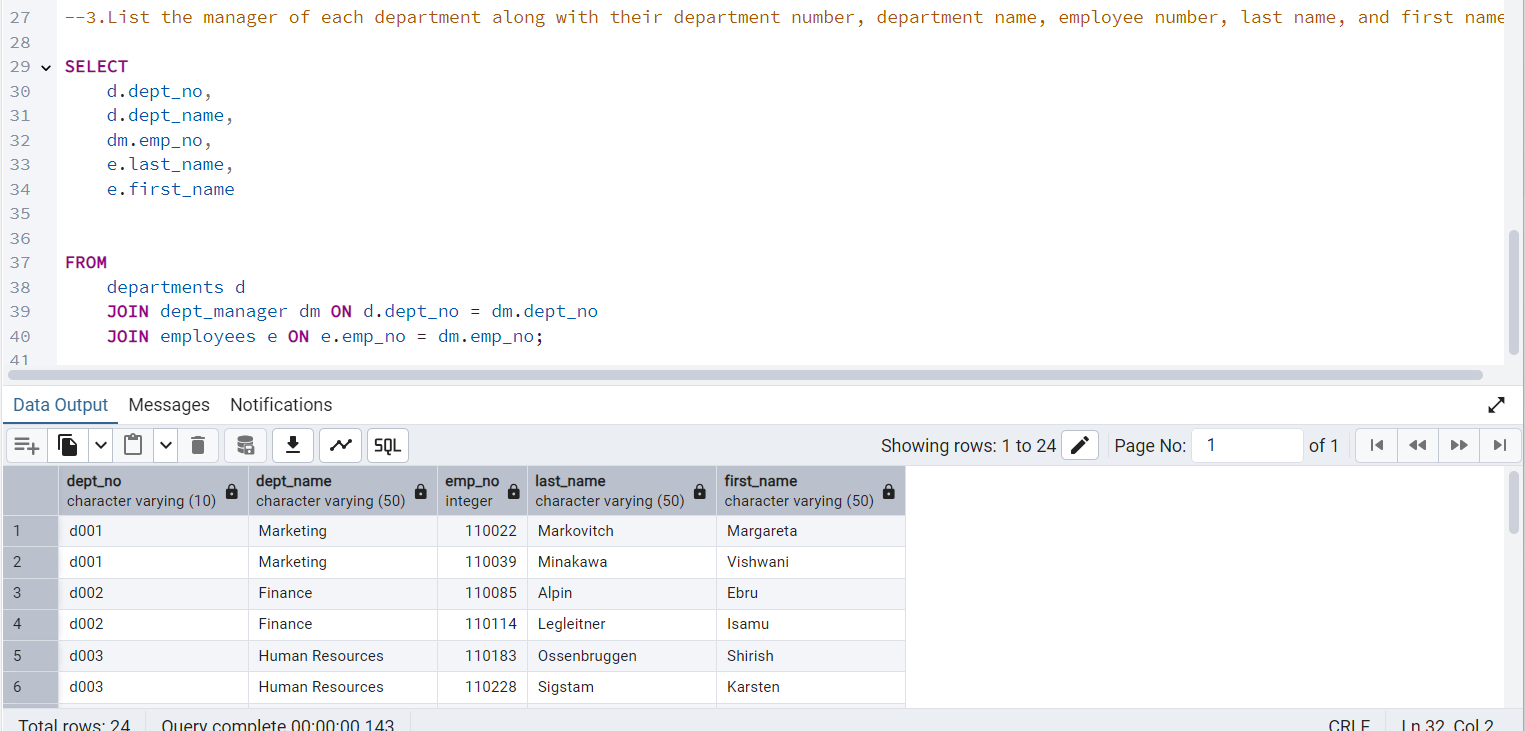 27 --3.List the manager of each department along with their department number, department name, employee number, last name, and first name
28
29 SELECT
30 d.dept_no,
31 d.dept_name,
32 dm.emp_no,
33 e.last_name,
34 e.first_name
35
36
37 FROM
38 departments d
39 JOIN dept_manager dm ON d.dept_no = dm.dept_no
40 JOIN employees e ON e.emp_no = dm.emp_no;
41
Data Output Messages Notifications
SQL Showing rows: 1 to 24 Page No: 1 of 1
dept_no dept_name emp_no last_name first_name
character varying (10) character varying (50) integer character varying (50) character varying (50)
1 d001 Marketing 110022 Markovitch Margareta
2 d001 Marketing 110039 Minakawa Vishwani
3 d002 Finance 110085 Alpin Ebru
4 d002 Finance 110114 Legleitner Isamu
5 d003 Human Resources 110183 Ossenbruggen Shirish
6 d003 Human Resources 110228 Sigstam Karsten
Total rows: 24 Query complete 00:00:00.143 CRLF Ln 32, Col 2